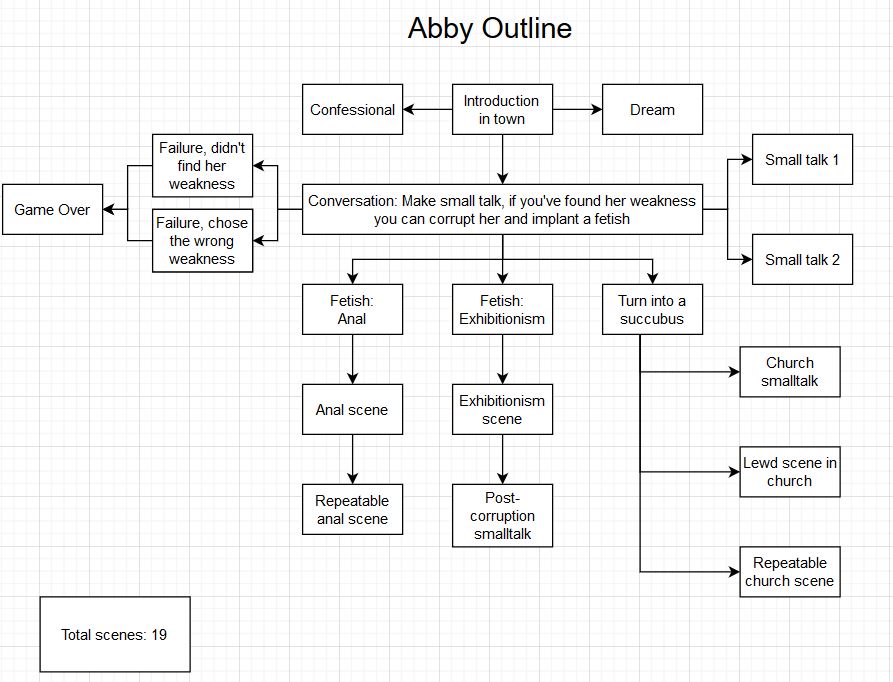 Abby Outline
Confessional
Introduction
in town
Dream
Failure, didn't
find her
weakness
Small talk 1
Game Over
Conversation: Make small talk, if you've found her weakness
you can corrupt her and implant a fetish
Failure, chose
the wrong
weakness
Small talk 2
Fetish:
Anal
Fetish:
Exhibitionism
Turn into a
succubus
Church
smalltalk
Anal scene
Exhibitionism
scene
Lewd scene in
church
Repeatable
anal scene
Post-
corruption
smalltalk
Repeatable
church scene
Total scenes: 19